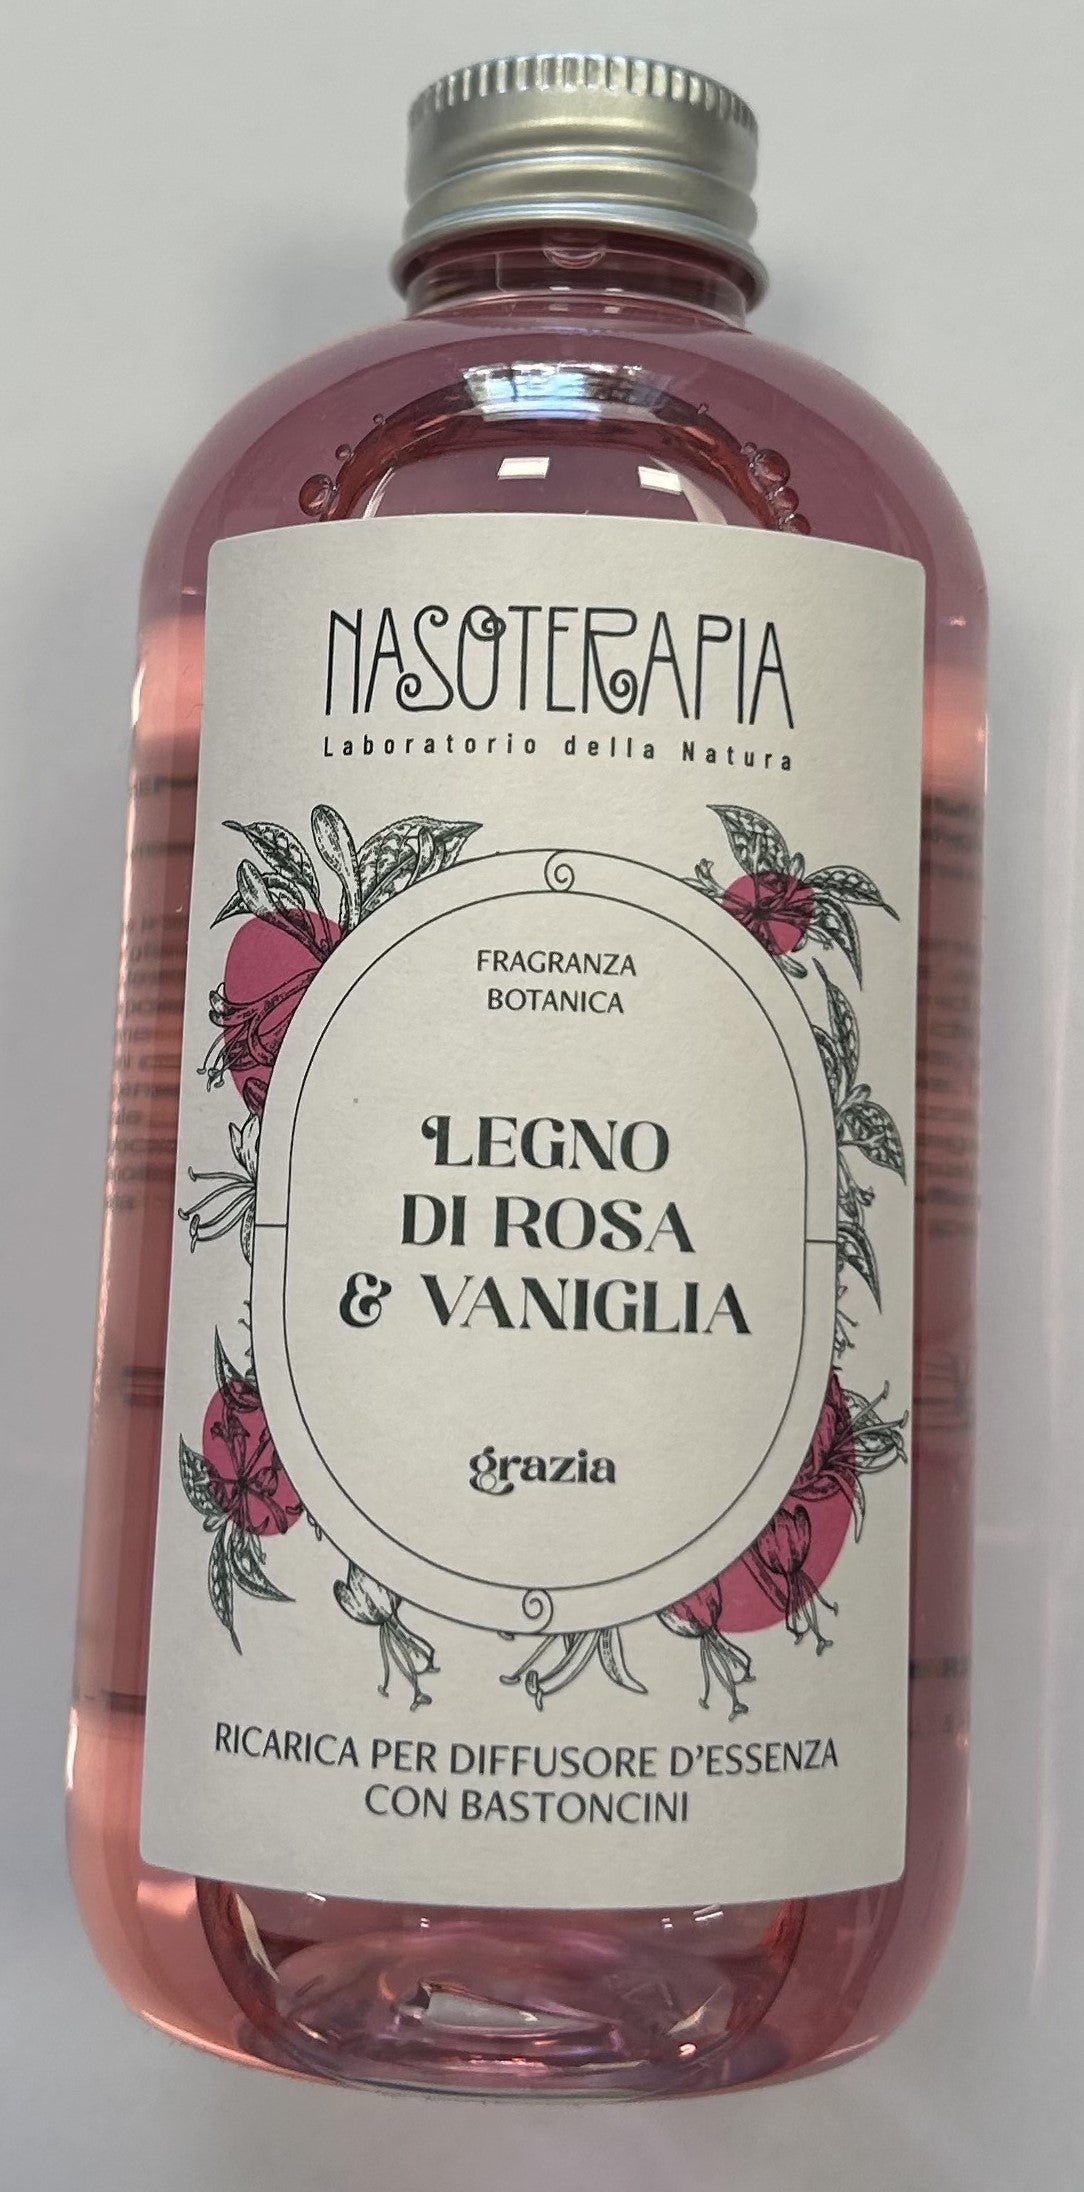 NASOTERAPIA
Laboratorio della Natura
FRAGRANZA
BOTANICA
LEGNO
DI ROSA
& VANIGLIA
grazia
RICARICA PER DIFFUSORE D'ESSENZA
CON BASTONCINI